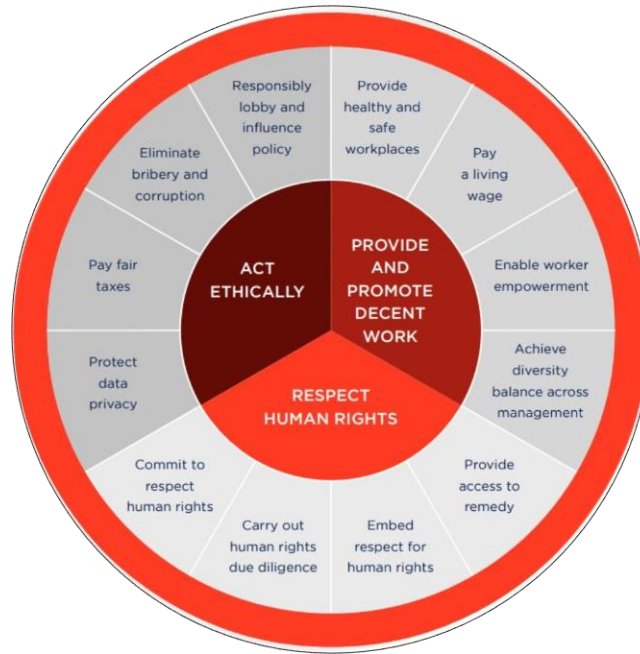 Responsibly
lobby and
influence
policy
Provide
healthy and
safe
workplaces
Eliminate
bribery and
corruption
Pay
a living
wage
Pay fair
taxes
ACT
ETHICALLY
PROVIDE
AND
PROMOTE
DECENT
WORK
Enable worker
empowerment
Protect
data
privacy
RESPECT
HUMAN RIGHTS
Achieve
diversity
balance across
management
Commit to
respect
human rights
Carry out
human rights
due diligence
Embed
respect for
human rights
Provide
access to
remedy